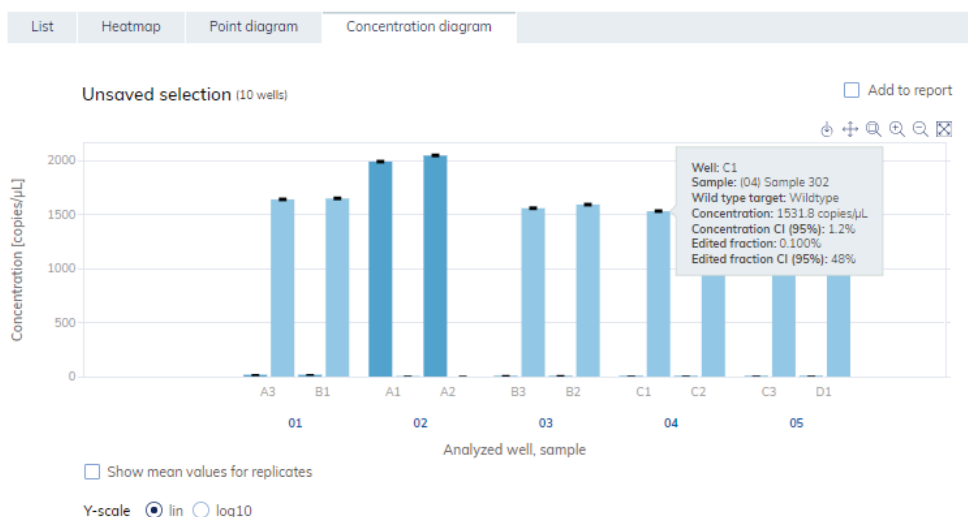 List Heatmap Point diagram Concentration diagram
Unsaved selection (10 wells)
Add to report
Concentration [copies/µL]
2000
1500
1000
500
0
Well: C1
Sample: (04) Sample 302
Wild type target: Wildtype
Concentration: 1531.8 copies/µL
Concentration CI (95%): 1.2%
Edited fraction: 0.100%
Edited fraction CI (95%): 48%
A3 B1 A1 A2 B3 B2 C1 C2 C3 D1
01 02 03 04 05
Analyzed well, sample
Show mean values for replicates
Y-scale lin log10